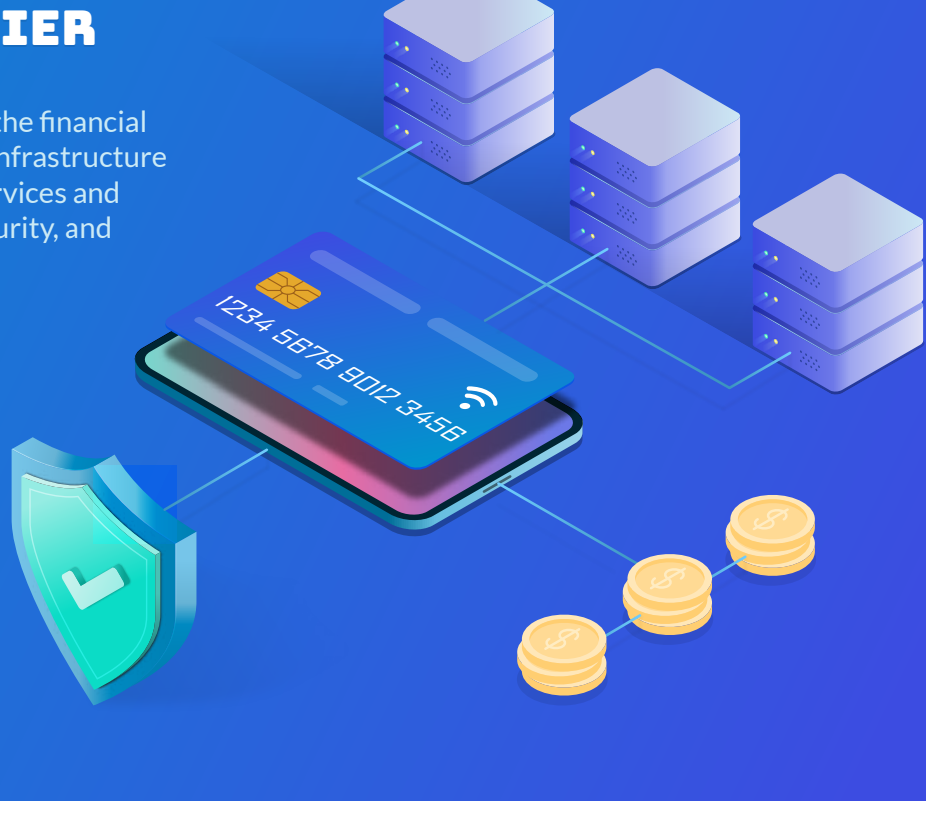 IER
the financial
nfrastructure
rvices and
urity, and
1234 5678 9012 3456